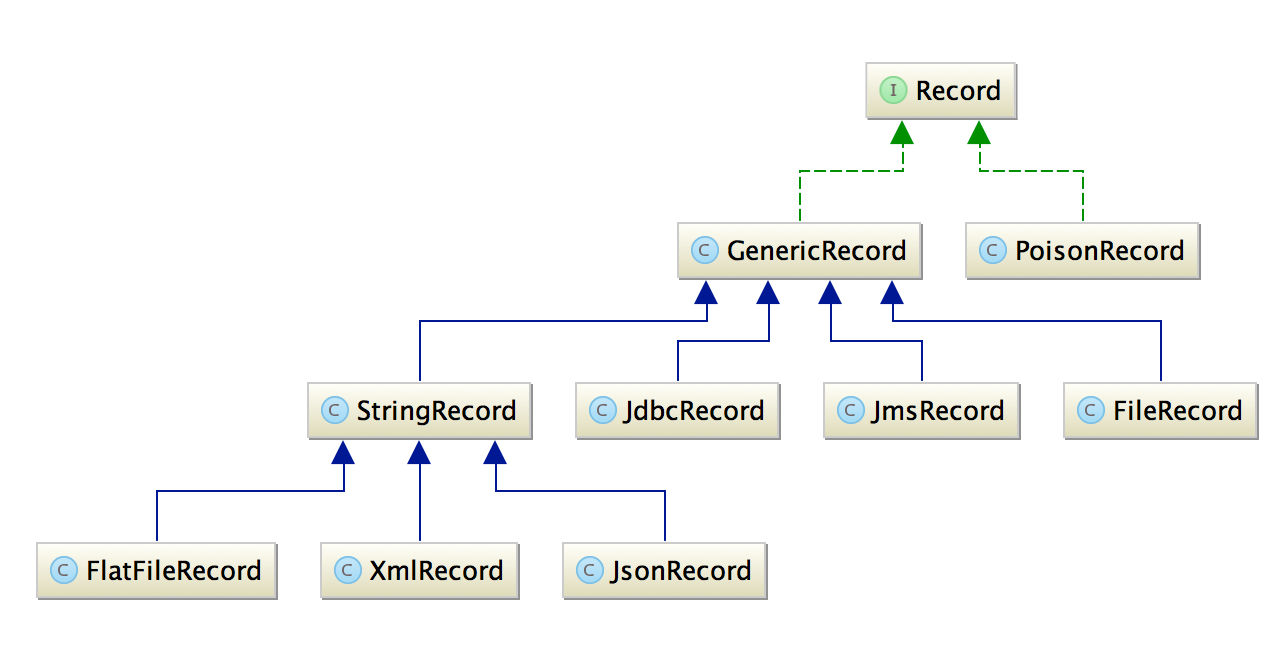 I Record
C GenericRecord
C PoisonRecord
C StringRecord
C JdbcRecord
C JmsRecord
C FileRecord
C FlatFileRecord
C XmlRecord
C JsonRecord